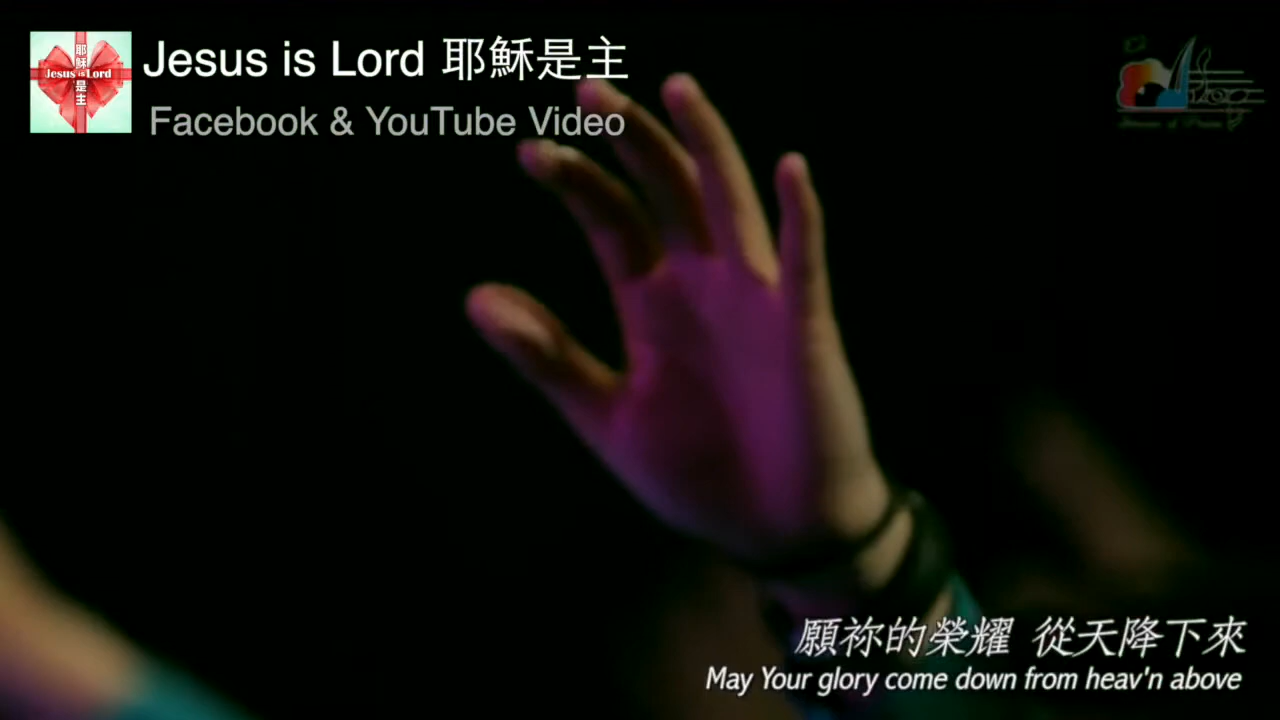 Jesus is Lord 耶穌是主
Facebook & YouTube Video
耶穌
Jesus is Lord
是主
願祢的榮耀 從天降下來
May Your glory come down from heav'n above